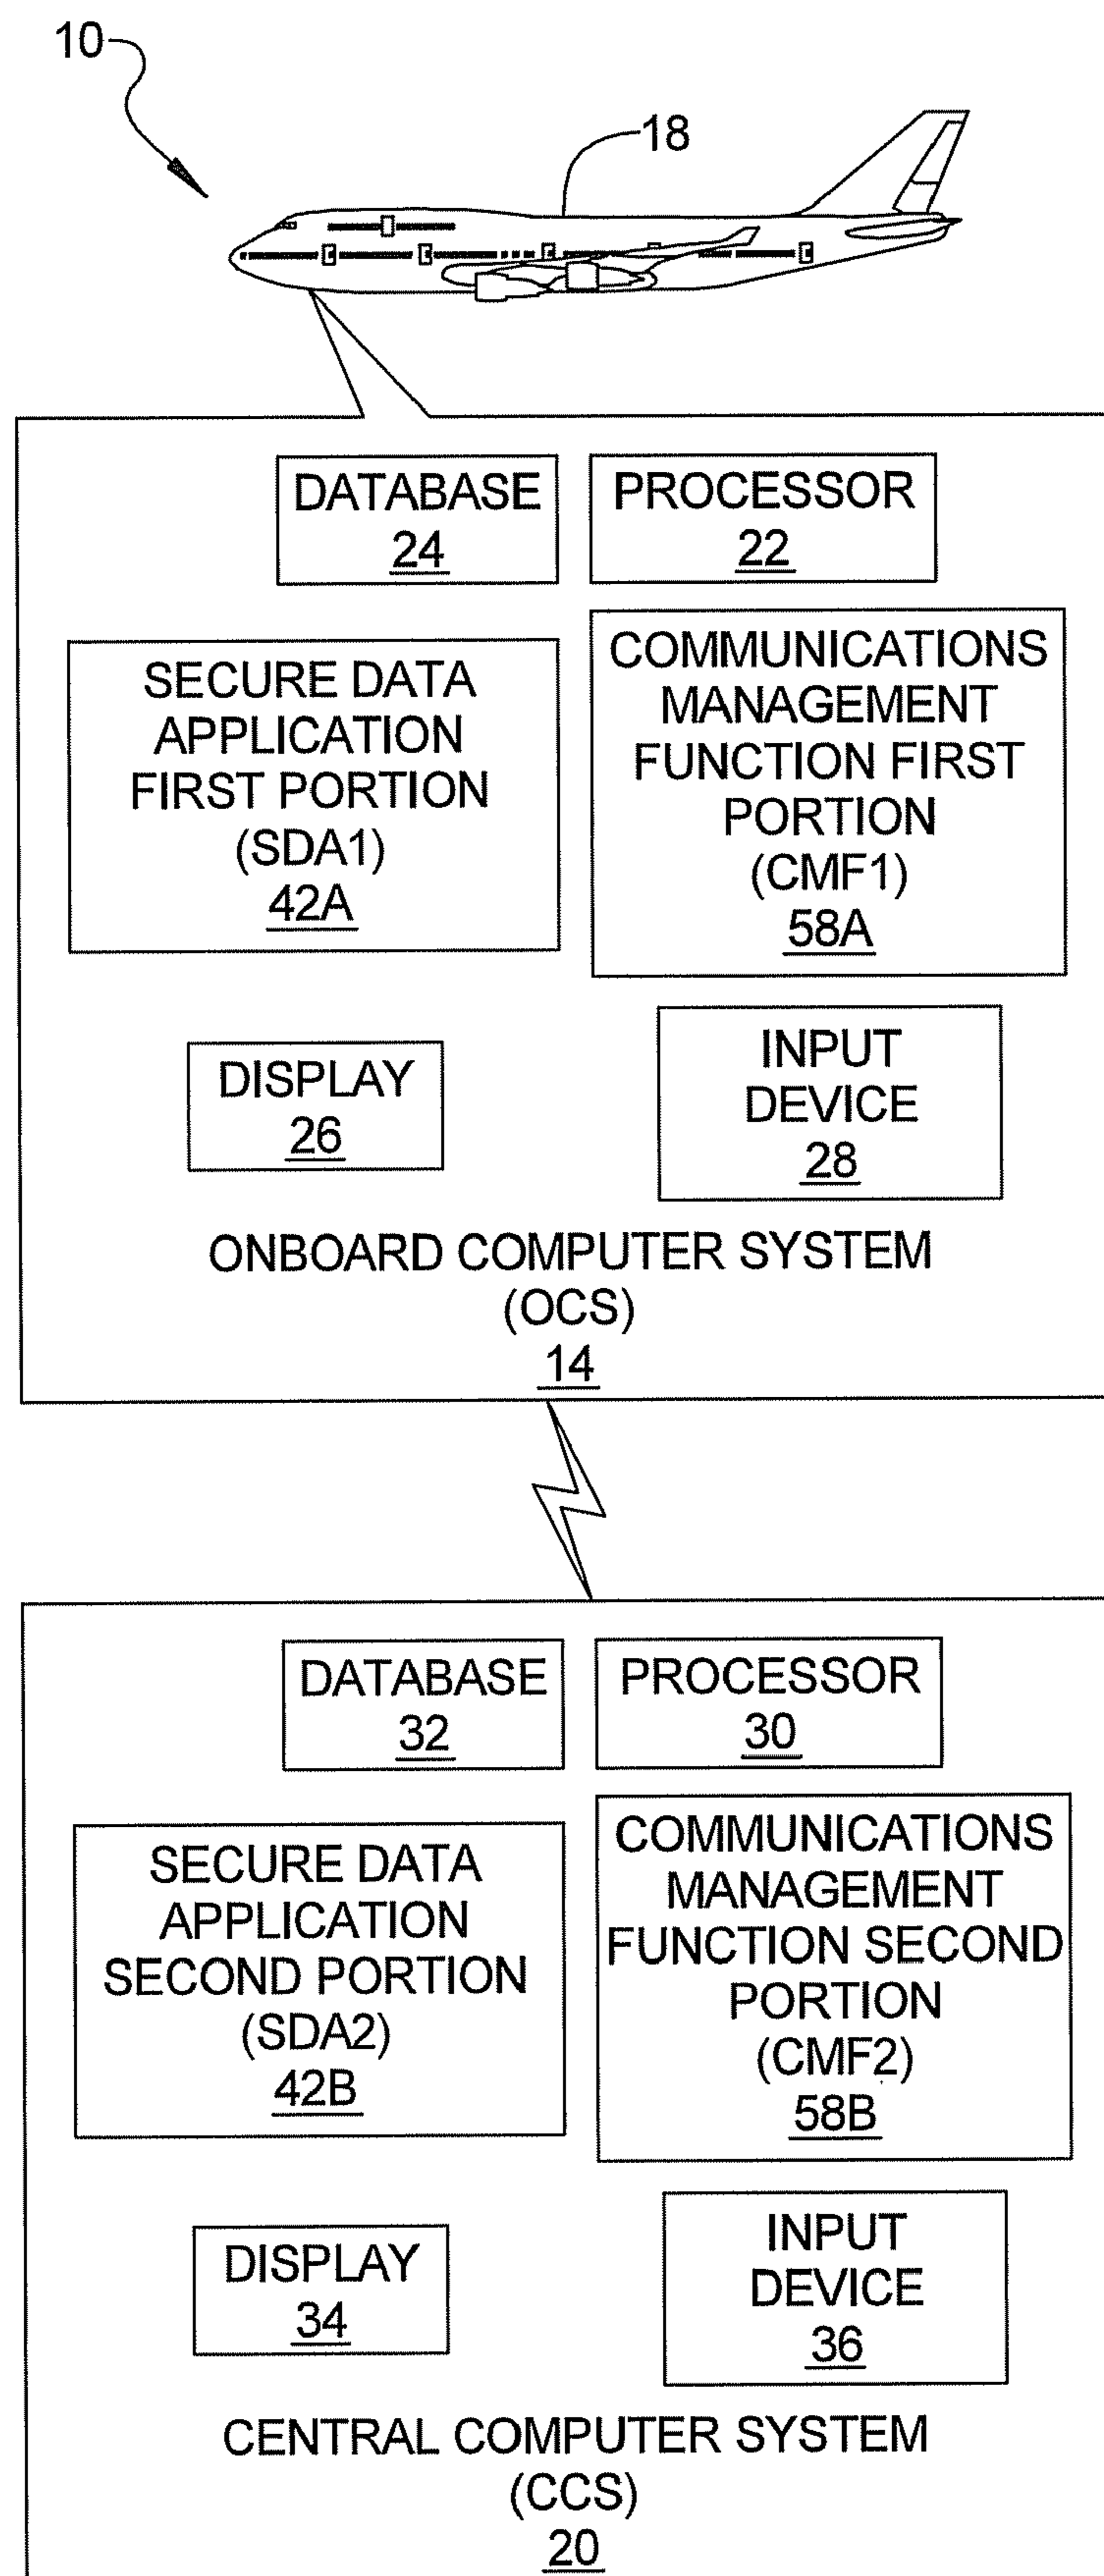 10
18
DATABASE
24
PROCESSOR
22
SECURE DATA
APPLICATION
FIRST PORTION
(SDA1)
42A
COMMUNICATIONS
MANAGEMENT
FUNCTION FIRST
PORTION
(CMF1)
58A
DISPLAY
26
INPUT
DEVICE
28
ONBOARD COMPUTER SYSTEM
(OCS)
14
DATABASE
32
PROCESSOR
30
SECURE DATA
APPLICATION
SECOND PORTION
(SDA2)
42B
COMMUNICATIONS
MANAGEMENT
FUNCTION SECOND
PORTION
(CMF2)
58B
DISPLAY
34
INPUT
DEVICE
36
CENTRAL COMPUTER SYSTEM
(CCS)
20